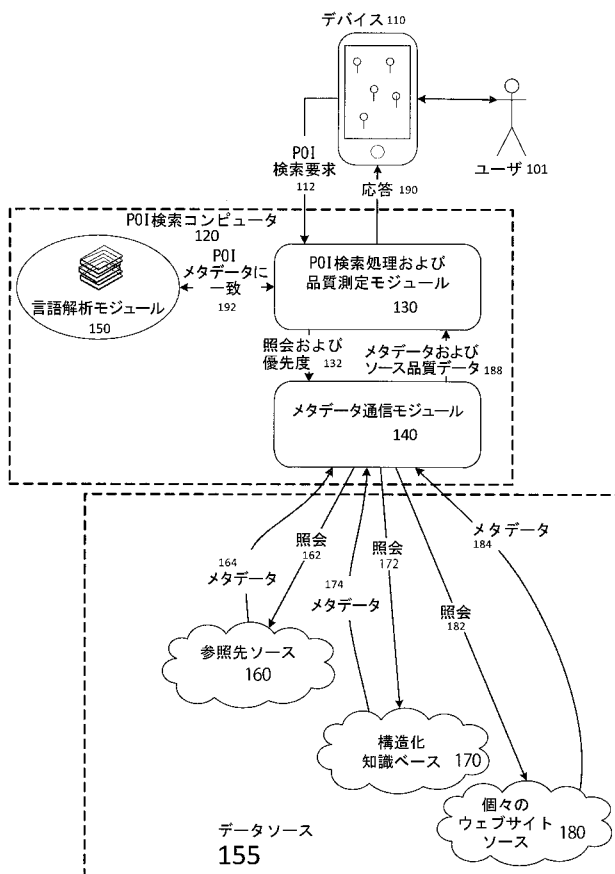 デバイス 110
POI
検索要求
112
応答 190
ユーザ 101
POI検索コンピュータ
120
POI
メタデータに
一致
192
言語解析モジュール
150
POI検索処理および
品質測定モジュール
130
照会および
優先度 132
メタデータおよび
ソース品質データ 188
メタデータ通信モジュール
140
164
メタデータ
照会
162
174
メタデータ
照会
172
照会
182
メタデータ
184
参照先ソース
160
構造化
知識ベース 170
個々の
ウェブサイト
ソース 180
データソース
155